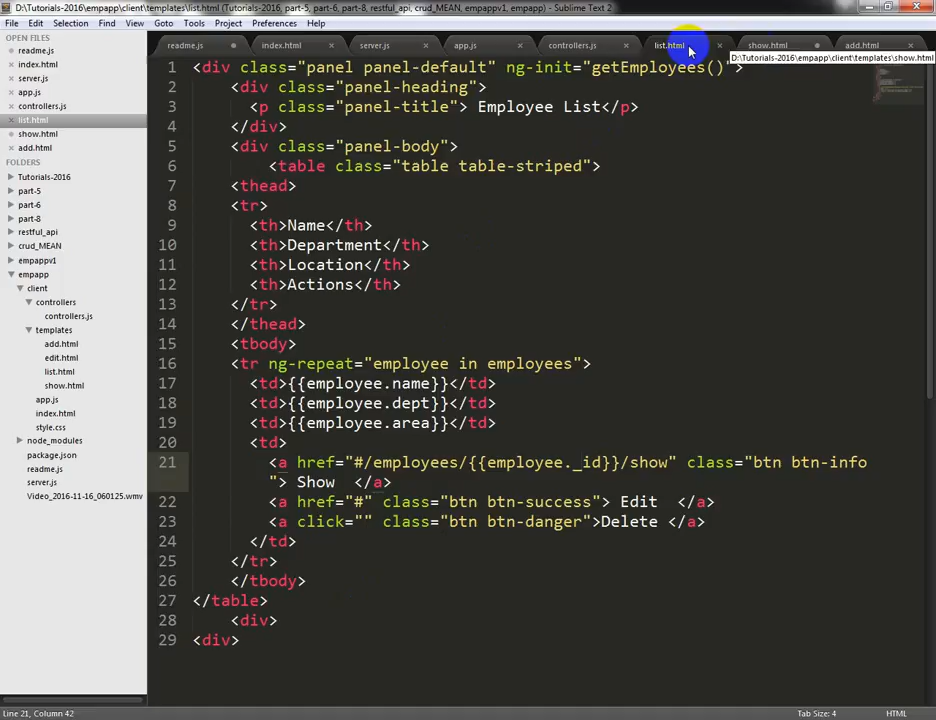 D:\Tutorials-2016\empapp\client\templates\list.html (Tutorials-2016, part-5, part-6, part-8, restful_api, crud_MEAN, empappv1, empapp) - Sublime Text 2
File Edit Selection Find View Goto Tools Project Preferences Help
OPEN FILES
readme.js
index.html
server.js
app.js
controllers.js
list.html
show.html
add.html
FOLDERS
Tutorials-2016
part-5
part-6
part-8
restful_api
crud_MEAN
empappv1
empapp
client
controllers
controllers.js
templates
add.html
edit.html
list.html
show.html
app.js
index.html
style.css
node_modules
package.json
readme.js
server.js
Video_2016-11-16_060125.wmv
readme.js index.html server.js app.js controllers.js list.html show.html add.html
D:\Tutorials-2016\empapp\client\templates\show.html
1 <div class="panel panel-default" ng-init="getEmployees()">
2 <div class="panel-heading">
3 <p class="panel-title"> Employee List</p>
4 </div>
5 <div class="panel-body">
6 <table class="table table-striped">
7 <thead>
8 <tr>
9 <th>Name</th>
10 <th>Department</th>
11 <th>Location</th>
12 <th>Actions</th>
13 </tr>
14 </thead>
15 <tbody>
16 <tr ng-repeat="employee in employees">
17 <td>{{employee.name}}</td>
18 <td>{{employee.dept}}</td>
19 <td>{{employee.area}}</td>
20 <td>
21 <a href="#/employees/{{employee._id}}/show" class="btn btn-info
"> Show </a>
22 <a href="#" class="btn btn-success"> Edit </a>
23 <a click="" class="btn btn-danger">Delete </a>
24 </td>
25 </tr>
26 </tbody>
27 </table>
28 <div>
29 <div>
Line 21, Column 42
Tab Size: 4
HTML